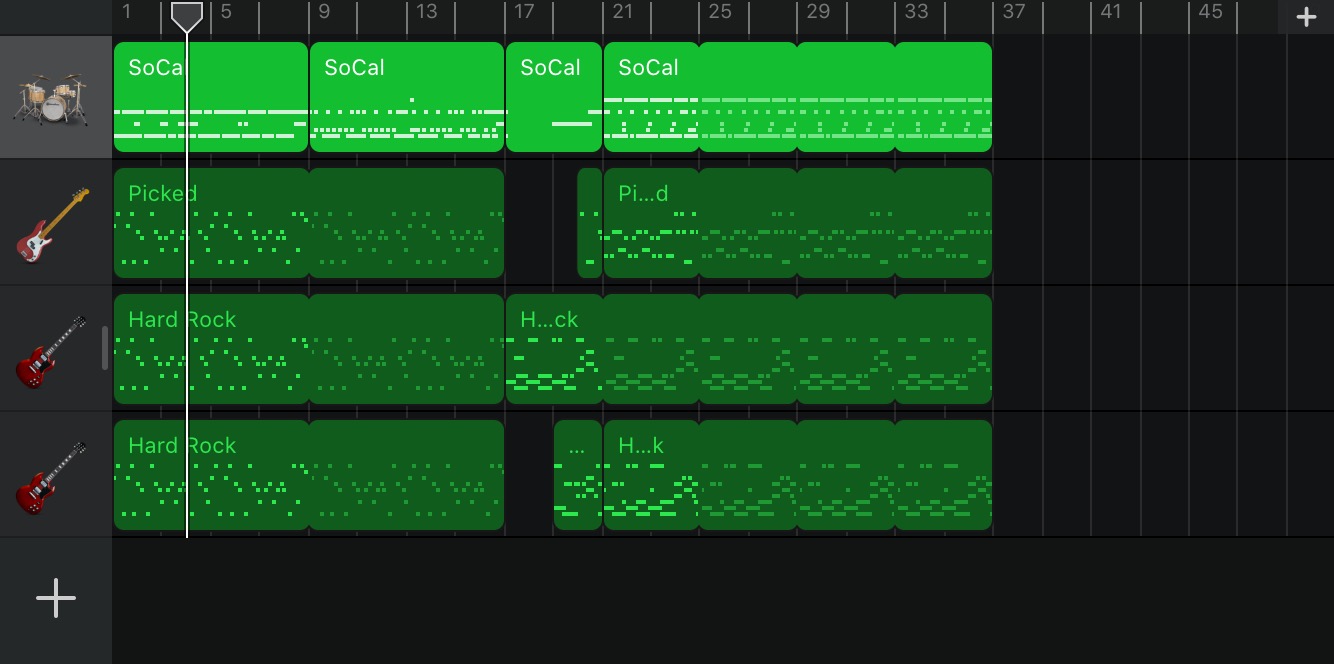 1 5 9 13 17 21 25 29 33 37 41 45
SoCal SoCal SoCal SoCal
Picked Pi...d
Hard Rock H...ck
Hard Rock ... H...k